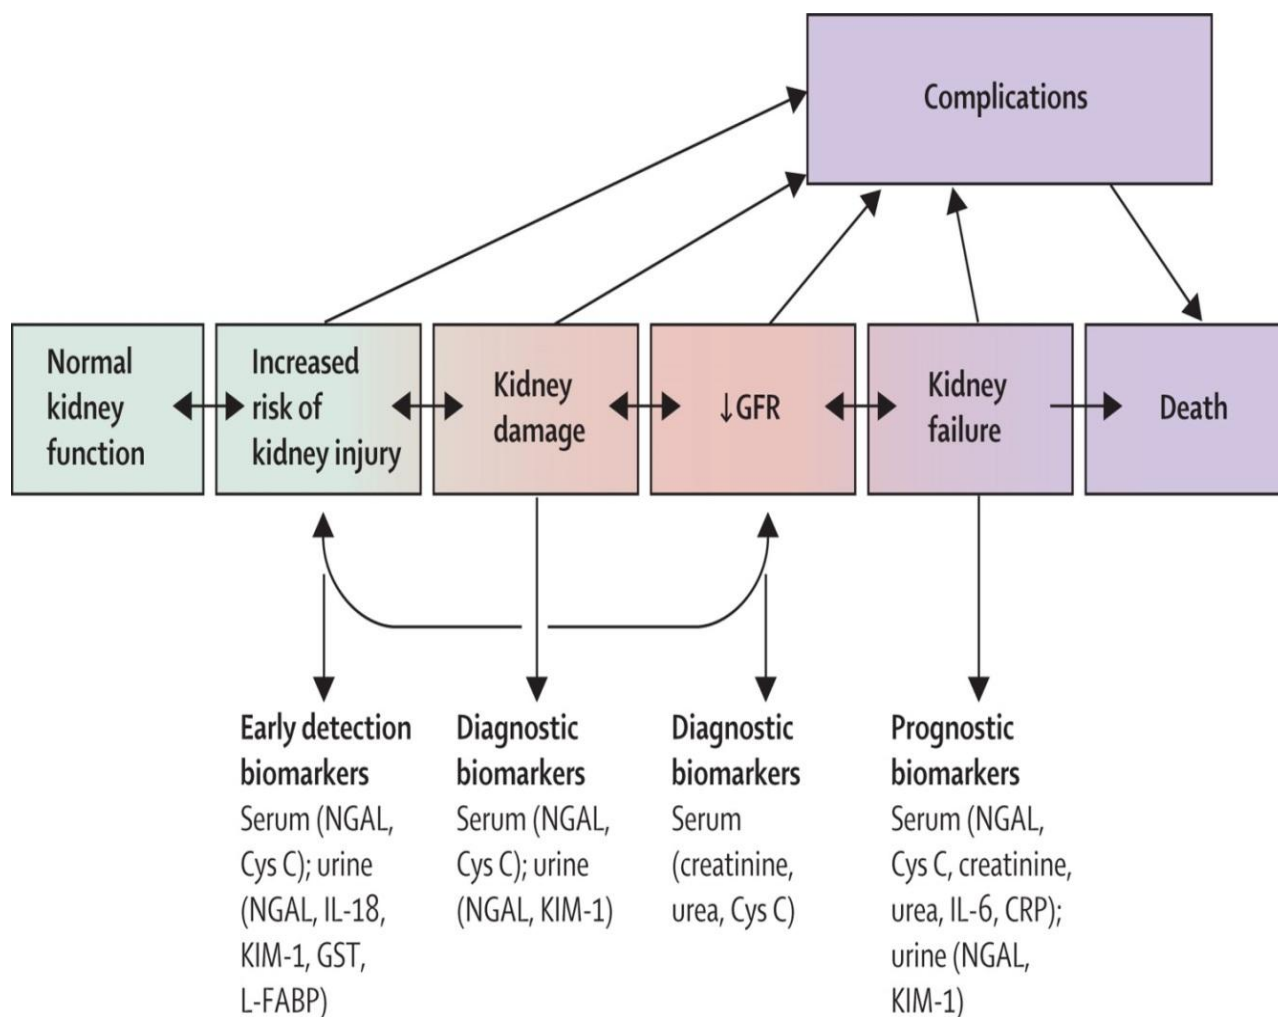 Complications
Normal
kidney
function
Increased
risk of
kidney injury
Kidney
damage
↓GFR
Kidney
failure
Death
Early detection
biomarkers
Serum (NGAL,
Cys C); urine
(NGAL, IL-18,
KIM-1, GST,
L-FABP)
Diagnostic
biomarkers
Serum (NGAL,
Cys C); urine
(NGAL, KIM-1)
Diagnostic
biomarkers
Serum
(creatinine,
urea, Cys C)
Prognostic
biomarkers
Serum (NGAL,
Cys C, creatinine,
urea, IL-6, CRP);
urine (NGAL,
KIM-1)